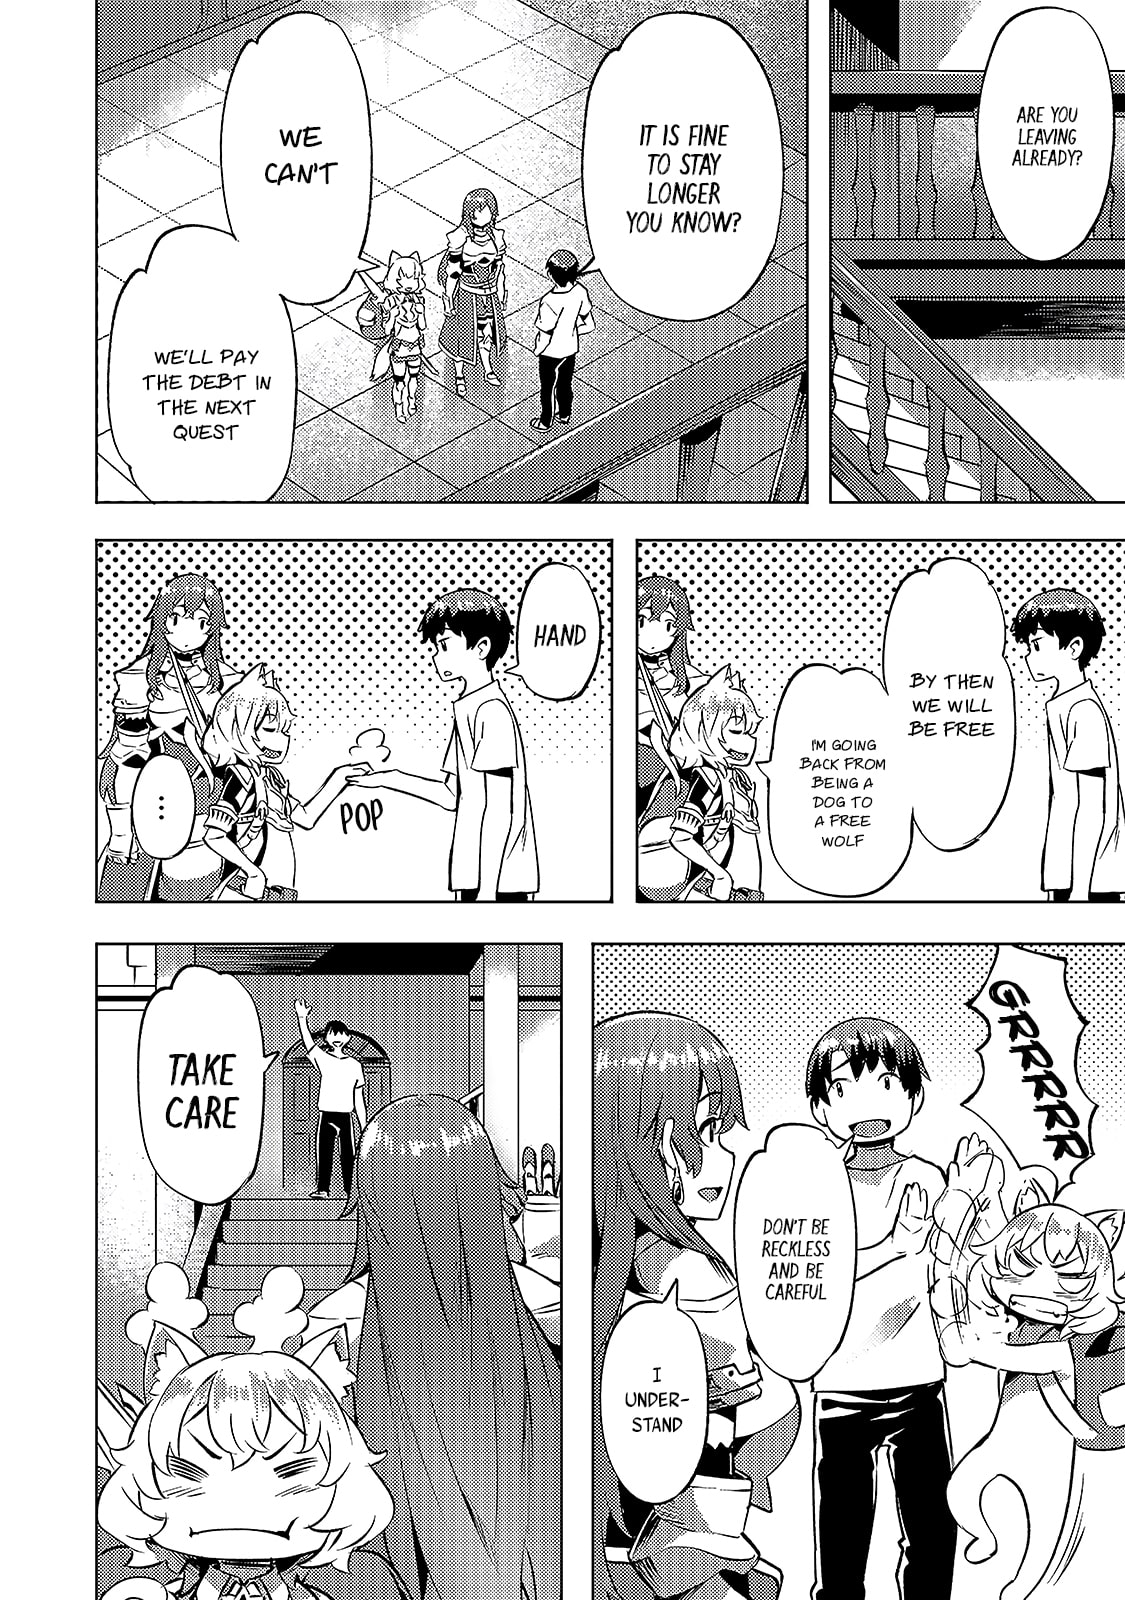 ARE YOU
LEAVING
ALREADY?
IT IS FINE
TO STAY
LONGER
YOU KNOW?
WE
CAN'T
WE'LL PAY
THE DEBT IN
THE NEXT
QUEST
BY THEN
WE WILL
BE FREE
I'M GOING
BACK FROM
BEING A
DOG TO
A FREE
WOLF
HAND
POP
...
GRRRRR
DON'T BE
RECKLESS
AND BE
CAREFUL
I
UNDER-
STAND
TAKE
CARE